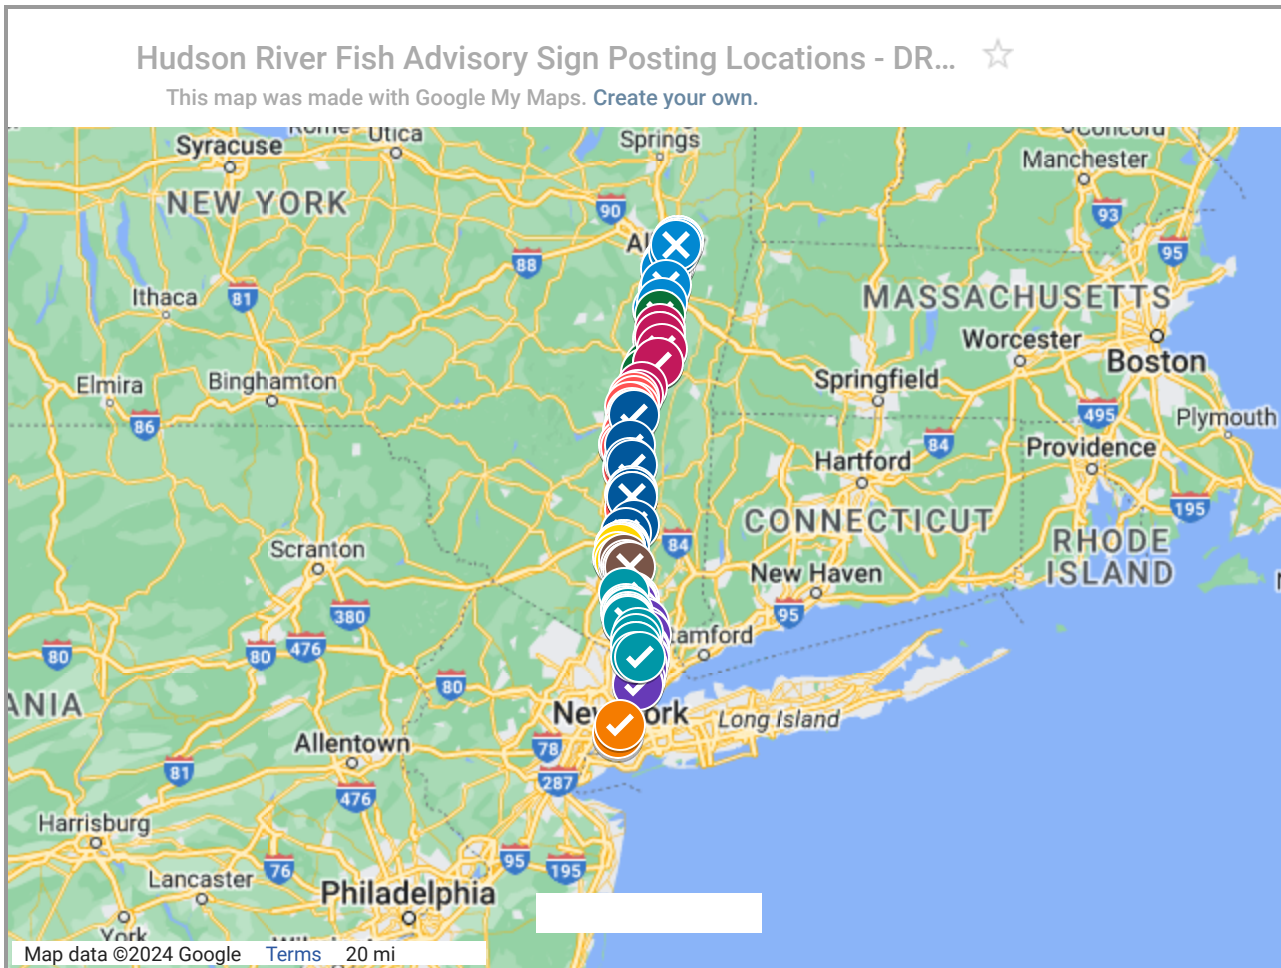 Hudson River Fish Advisory Sign Posting Locations - DR...
This map was made with Google My Maps. Create your own.
Utica
Concord
Syracuse
Springs
Manchester
NEW YORK
90
93
88
95
Ithaca
81
MASSACHUSETTS
Worcester
Boston
Elmira
Binghamton
Springfield
86
495
Plymouth
84
Providence
Hartford
195
CONNECTICUT
Scranton
84
RHODE
ISLAND
New Haven
380
95
80
80
476
80
ANIA
New York
Long Island
Allentown
78
81
287
476
Harrisburg
95
195
76
Lancaster
Philadelphia
York
Map data ©2024 Google Terms 20 mi